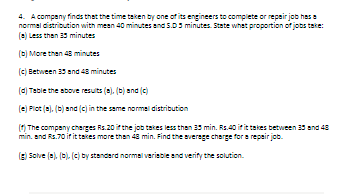 4. A company finds that the time taken by one of its engineers to complete or repair job has a
normal distribution with mean 40 minutes and S.D 5 minutes. State what proportion of jobs take:
(a) Less than 35 minutes
(b) More than 48 minutes
(c) Between 35 and 48 minutes
(d) Table the above results (a), (b) and (c)
(e) Plot (a), (b) and (c) in the same normal distribution
(f) The company charges Rs.20 if the job takes less than 35 min, Rs.40 if it takes between 35 and 48
min. and Rs.70 if it takes more than 48 min. Find the average charge for a repair job.
(g) Solve (a), (b), (c) by standard normal variable and verify the solution.